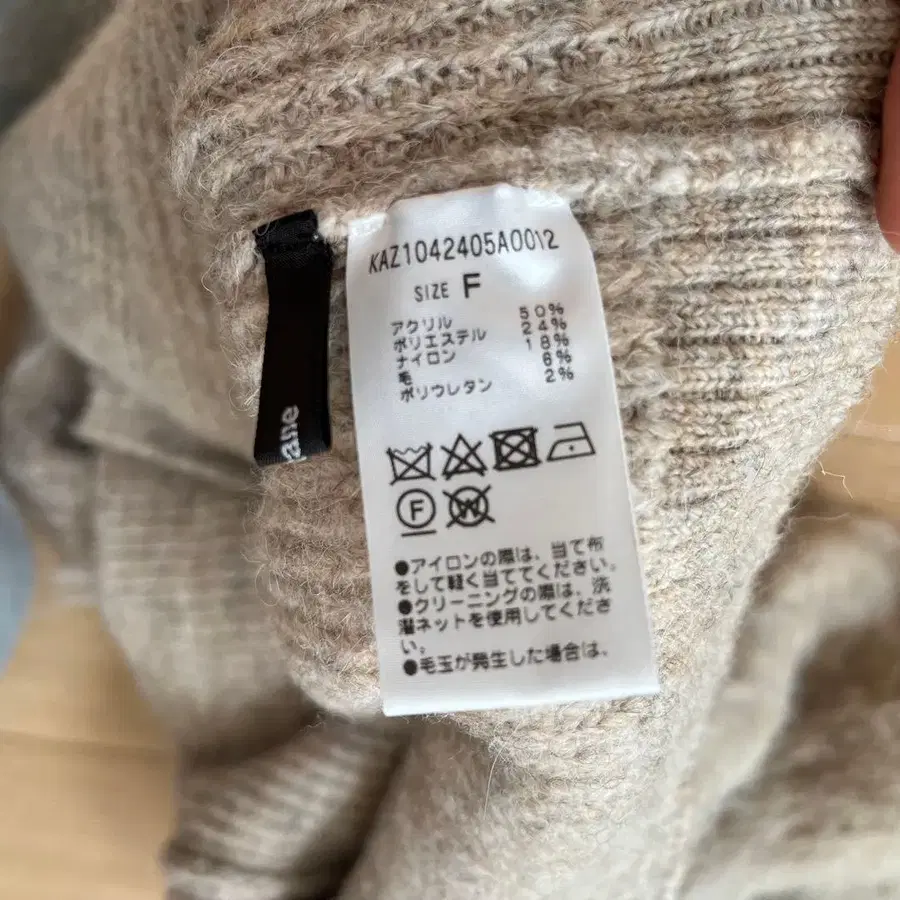 KAZ1042405A0012
SIZE F
アクリル 50%
ポリエステル 24%
ナイロン 18%
毛 6%
ポリウレタン 2%
F W
●アイロンの際は、当て布
をして軽く当ててください。
●クリーニングの際は、洗
濯ネットを使用してくださ
い。
●毛玉が発生した場合は、